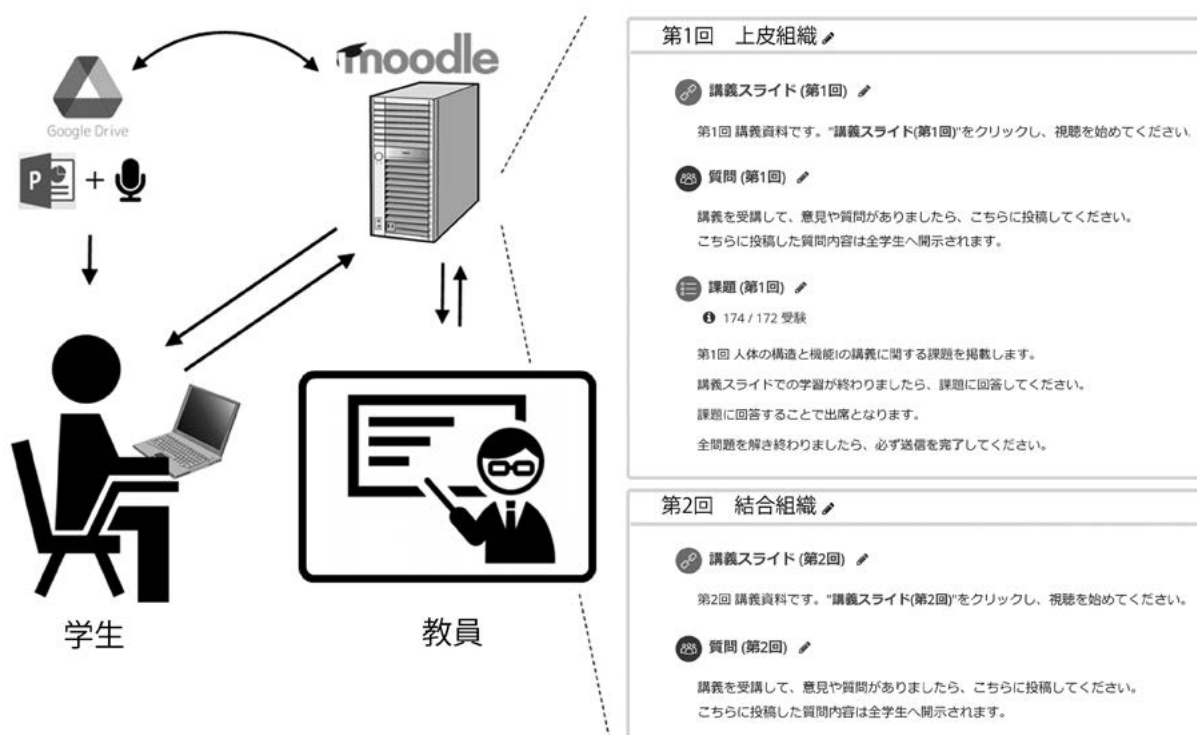 moodle
Google Drive
P
+
学生
教員
第1回 上皮組織
講義スライド (第1回)
第1回 講義資料です。"講義スライド(第1回)"をクリックし、視聴を始めてください.
質問 (第1回)
講義を受講して、意見や質問がありましたら、こちらに投稿してください。
こちらに投稿した質問内容は全学生へ開示されます。
課題 (第1回)
174 / 172 受験
第1回 人体の構造と機能Iの講義に関する課題を掲載します。
講義スライドでの学習が終わりましたら、課題に回答してください。
課題に回答することで出席となります。
全問題を解き終わりましたら、必ず送信を完了してください。
第2回 結合組織
講義スライド (第2回)
第2回 講義資料です。"講義スライド(第2回)"をクリックし、視聴を始めてください。
質問 (第2回)
講義を受講して、意見や質問がありましたら、こちらに投稿してください。
こちらに投稿した質問内容は全学生へ開示されます。